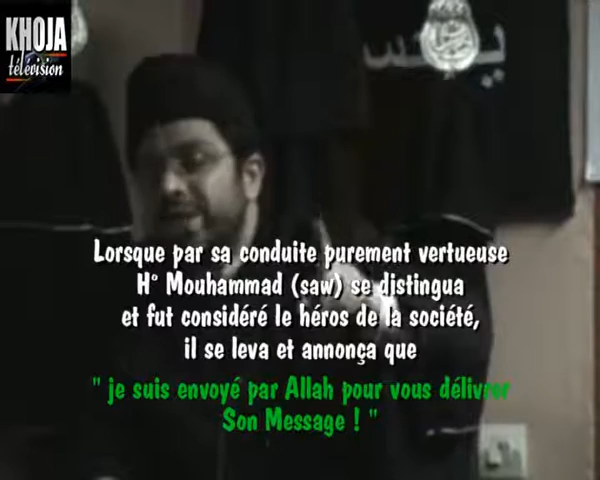 KHOJA
télévision
Lorsque par sa conduite purement vertueuse
H° Mouhammad (saw) se distingua
et fut considéré le héros de la société,
il se leva et annonça que
" je suis envoyé par Allah pour vous délivrer
Son Message ! "